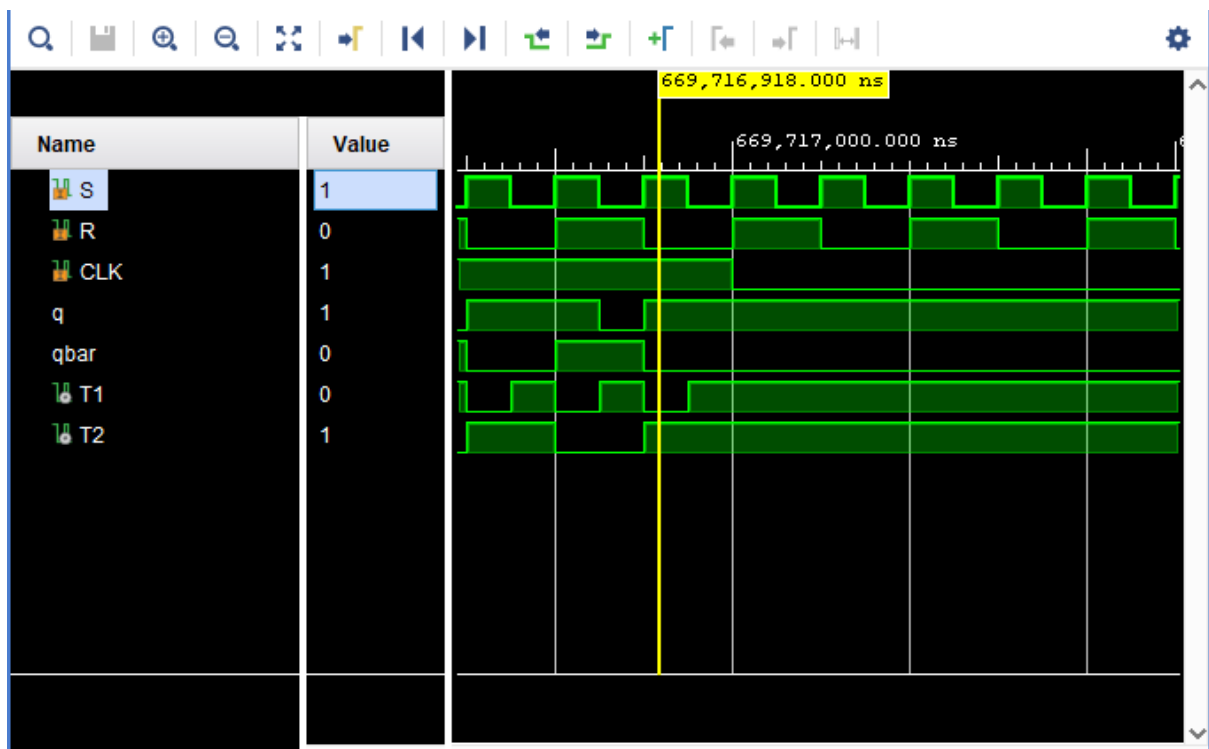 669,716,918.000 ns
Name Value
669,717,000.000 ns
S 1
R 0
CLK 1
q 1
qbar 0
T1 0
T2 1